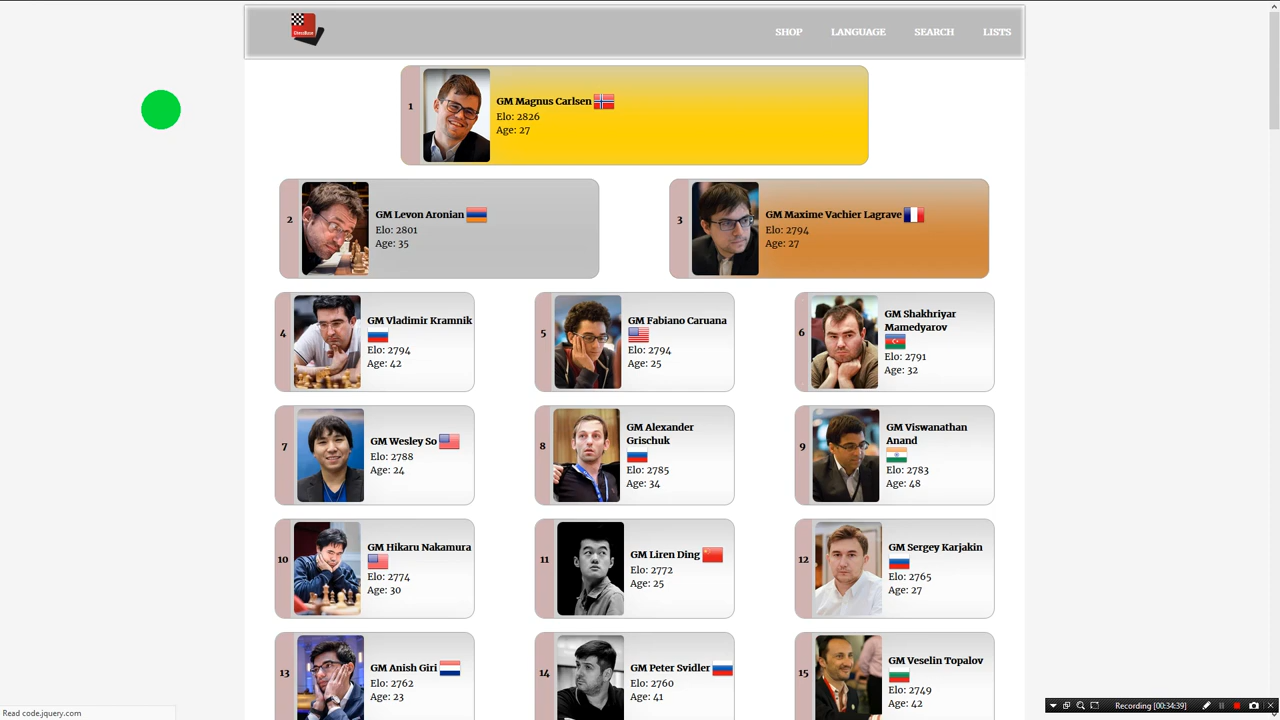 SHOP LANGUAGE SEARCH LISTS
1
GM Magnus Carlsen
Elo: 2826
Age: 27
2
GM Levon Aronian
Elo: 2801
Age: 35
3
GM Maxime Vachier Lagrave
Elo: 2794
Age: 27
4
GM Vladimir Kramnik
Elo: 2794
Age: 42
5
GM Fabiano Caruana
Elo: 2794
Age: 25
6
GM Shakhriyar
Mamedyarov
Elo: 2791
Age: 32
7
GM Wesley So
Elo: 2788
Age: 24
8
GM Alexander
Grischuk
Elo: 2785
Age: 34
9
GM Viswanathan
Anand
Elo: 2783
Age: 48
10
GM Hikaru Nakamura
Elo: 2774
Age: 30
11
GM Liren Ding
Elo: 2772
Age: 25
12
GM Sergey Karjakin
Elo: 2765
Age: 27
13
GM Anish Giri
Elo: 2762
Age: 23
14
GM Peter Svidler
Elo: 2760
Age: 41
15
GM Veselin Topalov
Elo: 2749
Age: 42
Read code.jquery.com
Recording [00:34:39]